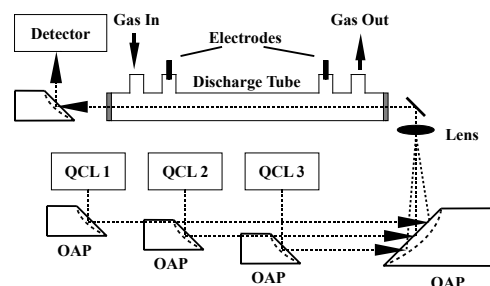 Gas In
Gas Out
Detector
Electrodes
Discharge Tube
Lens
QCL 1
QCL 2
QCL 3
OAP
OAP
OAP
OAP